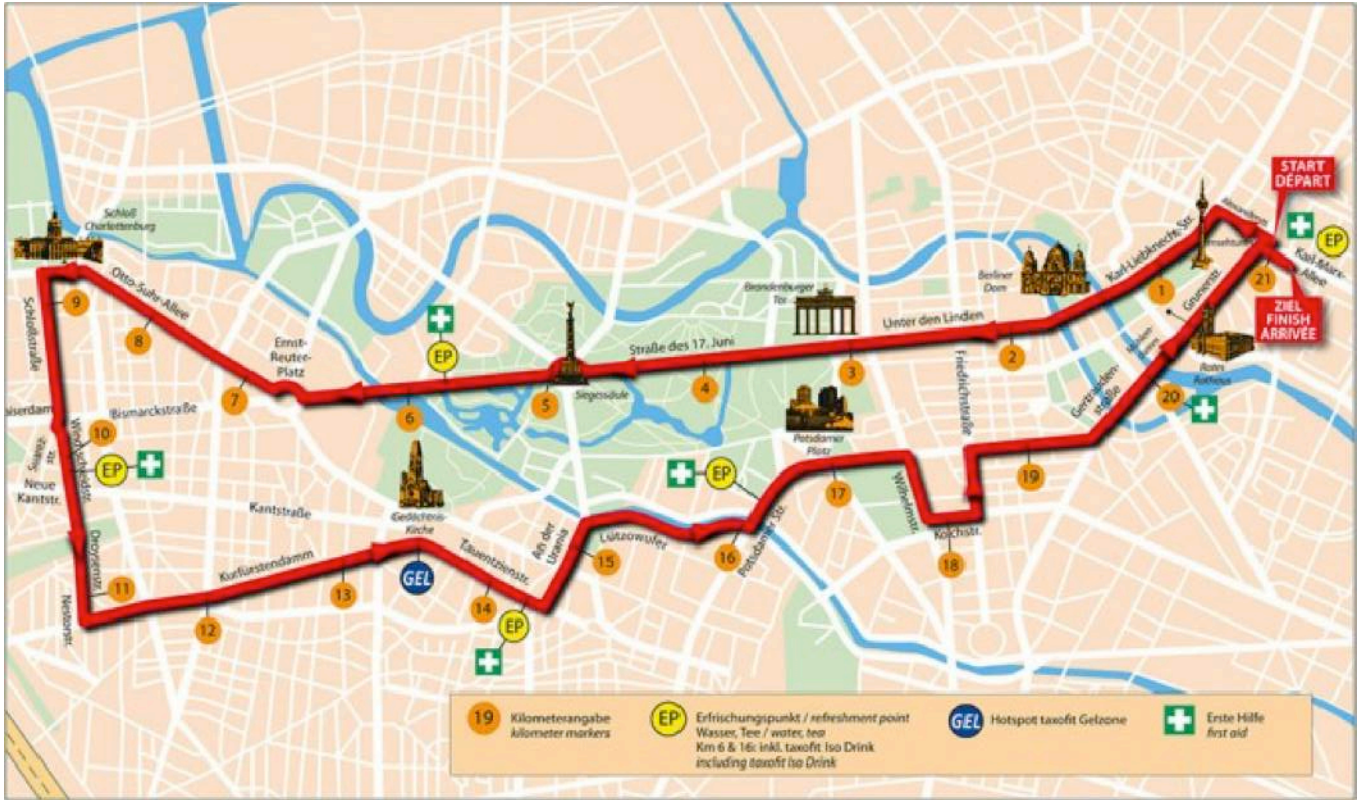 START
DÉPART
Karl-Marx-
Allee
EP
21
ZIEL
FINISH
ARRIVÉE
Karl-Liebknecht-Str.
1
Grunerstr.
Berliner
Dom
Rotes
Rathaus
Unter den Linden
2
Brandenburger
Tor
3
Straße des 17. Juni
4
Siegessäule
5
EP
6
Ernst-
Reuter-
Platz
7
Otto-Suhr-Allee
8
Schloß
Charlottenburg
9
Schloßstraße
Bismarckstraße
10
Windscheidstr.
EP
Suarez-
str.
Neue
Kantstr.
Kantstraße
11
Nestorstr.
12
Kurfürstendamm
13
Gedächtnis-
Kirche
GEL
Tauentzienstr.
14
EP
An der
Urania
15
Lützowufer
16
EP
Potsdamer Str.
Potsdamer
Platz
17
Wilhelmstr.
18
Friedrichstraße
19
Gertrauden-
straße
20
19
Kilometerangabe
kilometer markers
EP
Erfrischungspunkt / refreshment point
Wasser, Tee / water, tea
Km 6 & 16: inkl. taxofit Iso Drink
including taxofit Iso Drink
GEL
Hotspot taxofit Gelzone
Erste Hilfe
first aid